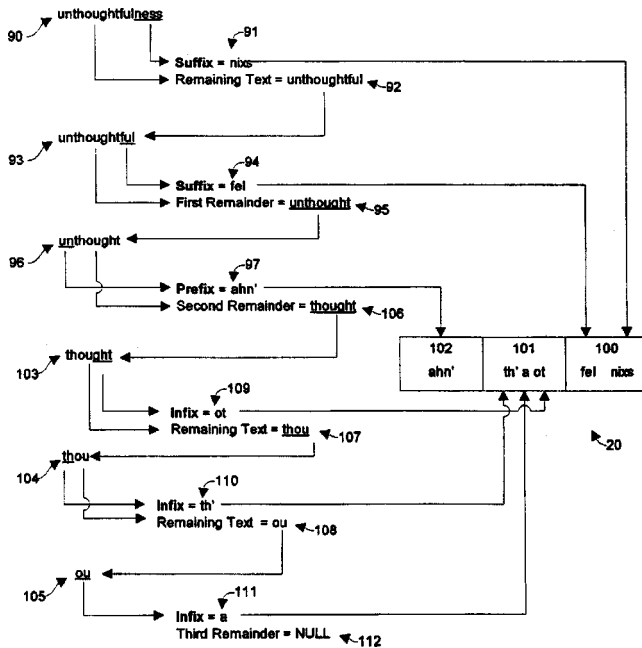 unthoughtfulness
90
91
Suffix = nixs
Remaining Text = unthoughtful
92
unthoughtful
93
94
Suffix = fel
First Remainder = unthought
95
unthought
96
97
Prefix = ahn'
Second Remainder = thought
106
102 101 100
ahn' th' a ot fel nixs
thought
103
109
Infix = ot
Remaining Text = thou
107
20
thou
104
110
Infix = th'
Remaining Text = ou
108
ou
105
111
Infix = a
Third Remainder = NULL
112